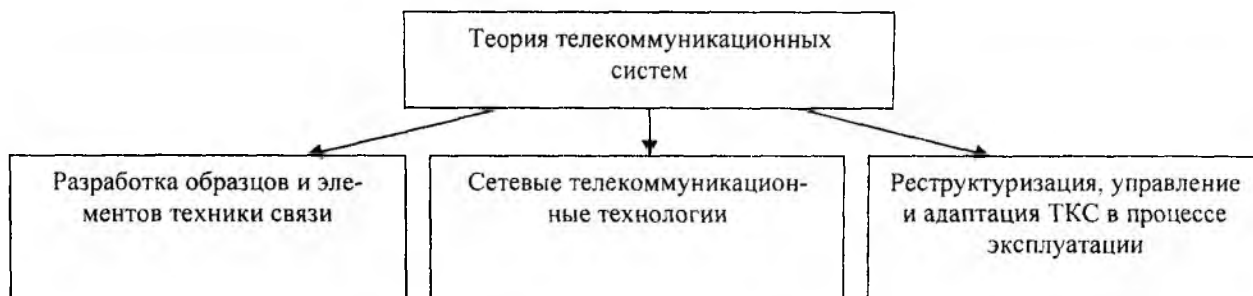 Теория телекоммуникационных
систем
Разработка образцов и эле-
ментов техники связи
Сетевые телекоммуникацион-
ные технологии
Реструктуризация, управление
и адаптация ТКС в процессе
эксплуатации